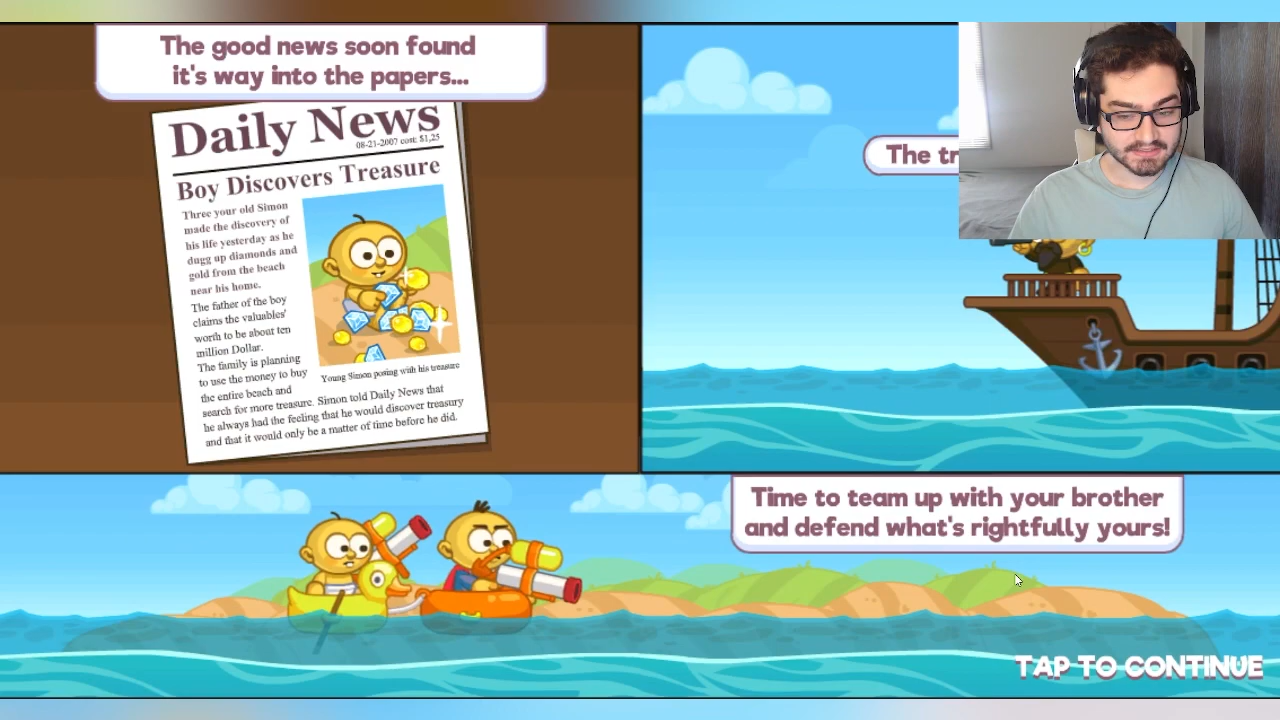 The good news soon found
it's way into the papers...
Daily News
08-21-2007 cost: $1,25
Boy Discovers Treasure
Three your old Simon
made the discovery of
his life yesterday as he
dugg up diamonds and
gold from the beach
near his home.
The father of the boy
claims the valuables'
worth to be about ten
million Dollar.
The family is planning
to use the money to buy
the entire beach and
search for more treasure. Simon told Daily News that
he always had the feeling that he would discover treasure
and that it would only be a matter of time before he did.
Young Simon posing with his treasure
The
Time to team up with your brother
and defend what's rightfully yours!
TAP TO CONTINUE